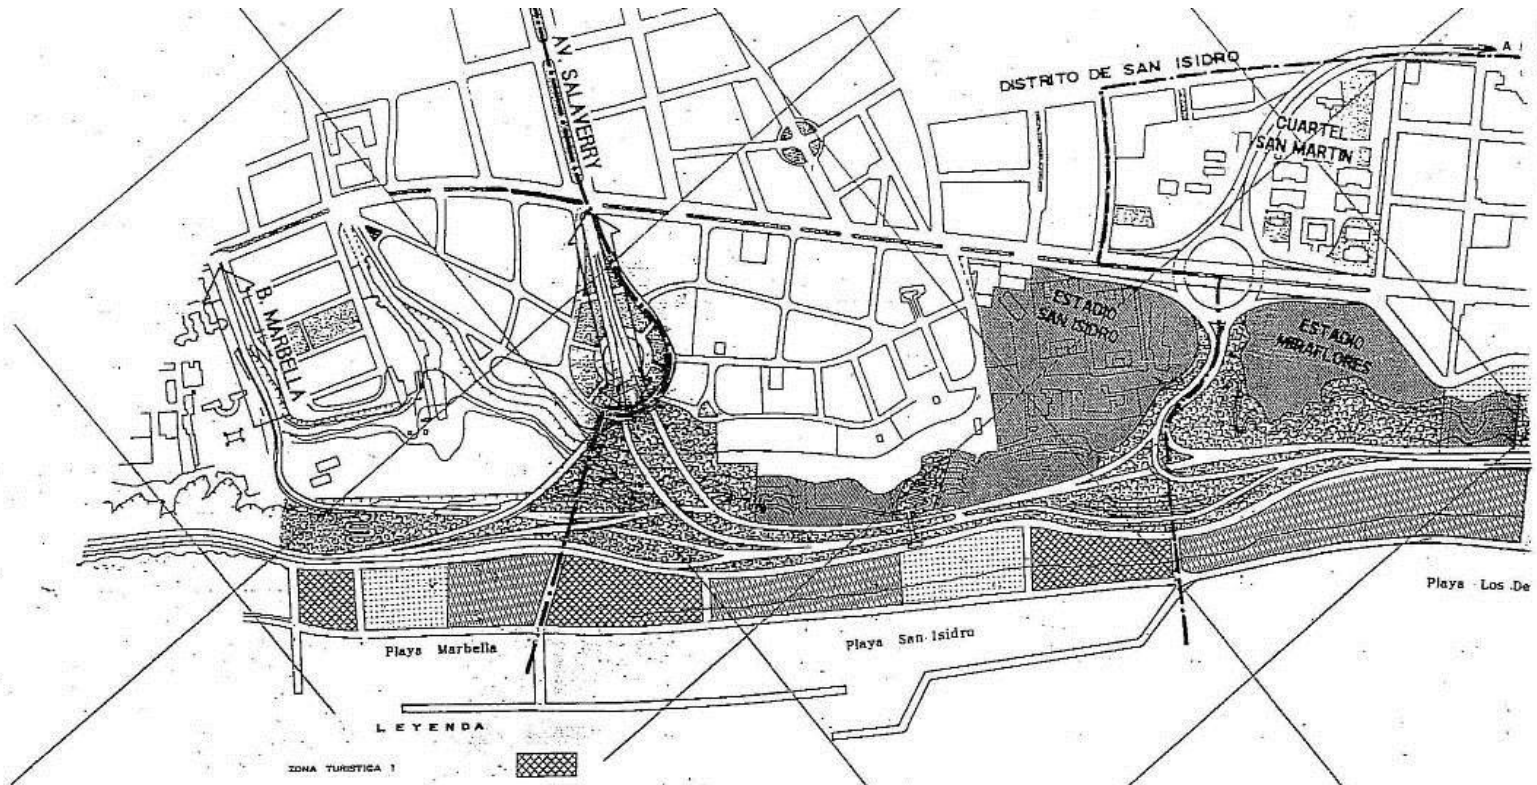 AV. SALAVERRY
DISTRITO DE SAN ISIDRO
CUARTEL
SAN MARTIN
B. MARBELLA
ESTADIO
SAN ISIDRO
ESTADIO
MIRAFLORES
Playa Los De
Playa Marbella
Playa San Isidro
LEYENDA
ZONA TURISTICA 1